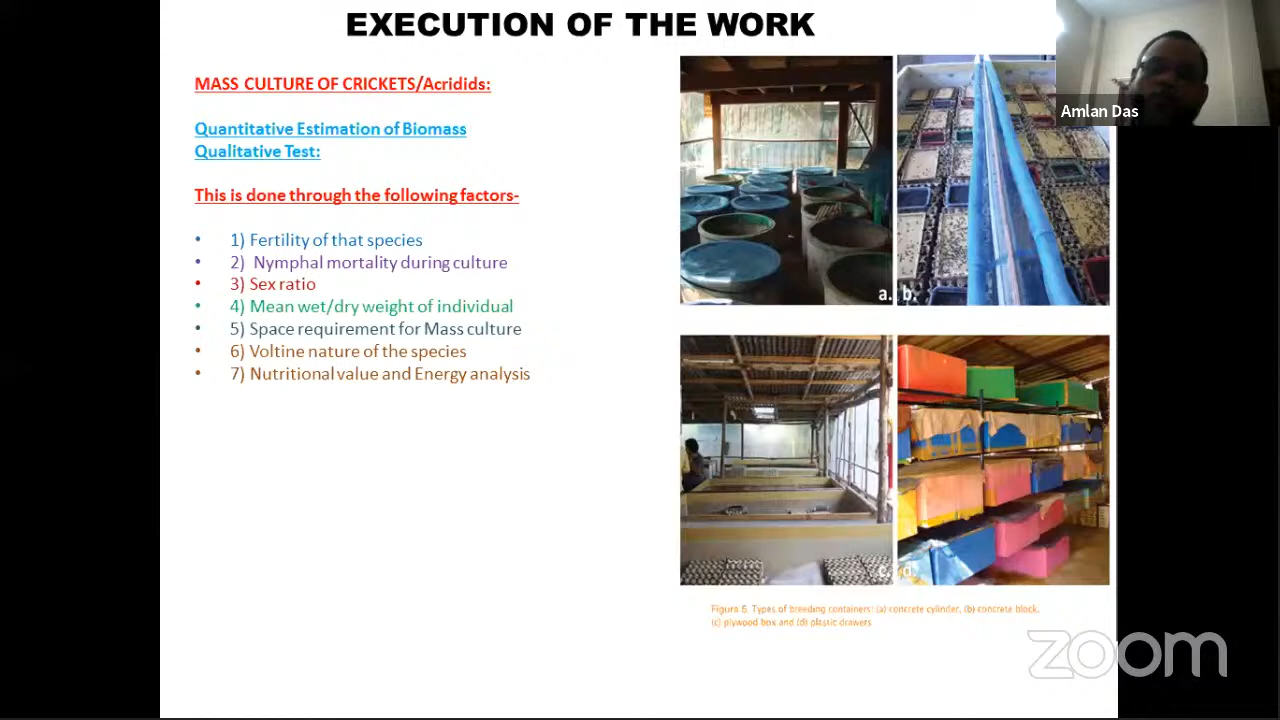 EXECUTION OF THE WORK
MASS CULTURE OF CRICKETS/Acridids:
Quantitative Estimation of Biomass
Qualitative Test:
This is done through the following factors-
• 1) Fertility of that species
• 2) Nymphal mortality during culture
• 3) Sex ratio
• 4) Mean wet/dry weight of individual
• 5) Space requirement for Mass culture
• 6) Voltine nature of the species
• 7) Nutritional value and Energy analysis
Amlan Das
a. b.
c. d.
Figure 6. Types of breeding containers: (a) concrete cylinder, (b) concrete block,
(c) plywood box and (d) plastic drawers
zoom